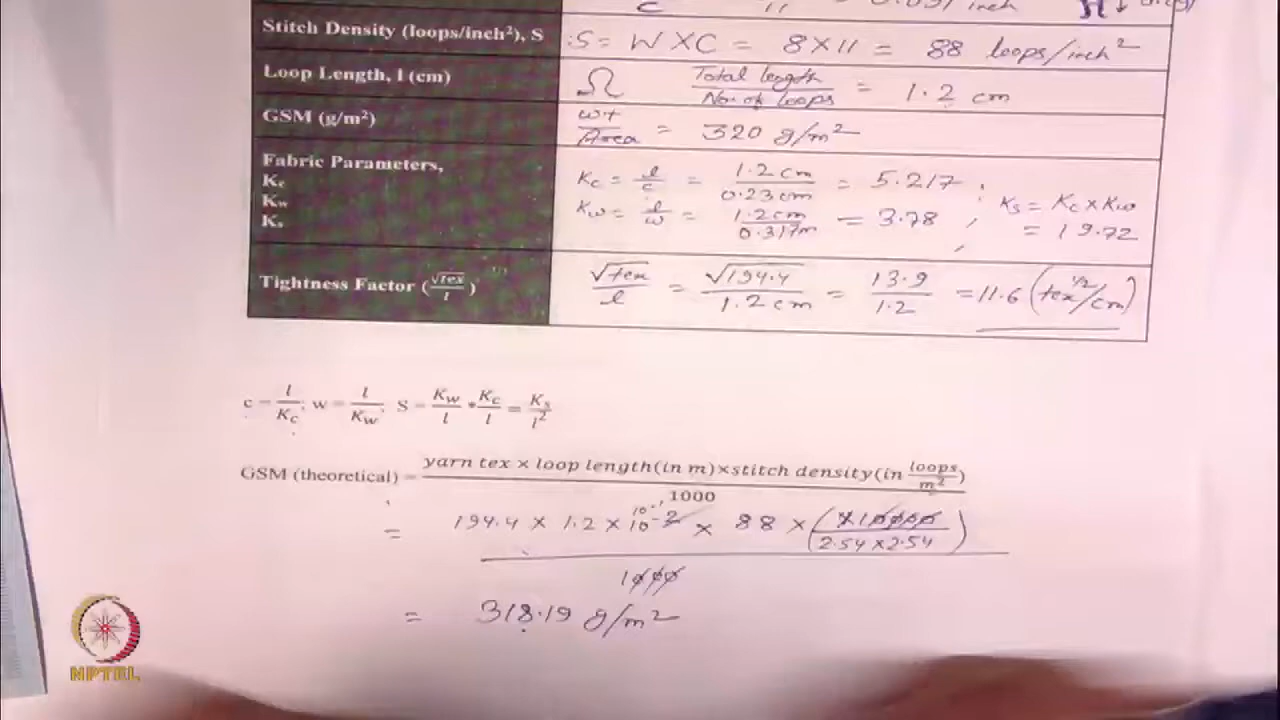 c 11
Stitch Density (loops/inch²), S S = W X C = 8 X 11 = 88 loops/inch²
Loop Length, l (cm) Ω Total length / No. of loops = 1.2 cm
GSM (g/m²) wt / Area = 320 g/m²
Fabric Parameters,
Kc Kc = l/c = 1.2 cm / 0.23 cm = 5.217 ;
Kw Kw = l/w = 1.2 cm / 0.317m = 3.78 ; Ks = Kc x Kw
Ks = 19.72
Tightness Factor (√tex / l) √tex / l = √194.4 / 1.2 cm = 13.9 / 1.2 = 11.6 (tex^1/2/cm)
c = l/Kc; w = l/Kw; S = Kw/l * Kc/l = Ks/l²
GSM (theoretical) = yarn tex × loop length(in m)×stitch density(in loops/m²) / 1000
= 194.4 x 1.2 x 10⁻² x 88 x (x 10000 / 2.54 x 2.54) / 1000
= 318.19 g/m²
NPTEL